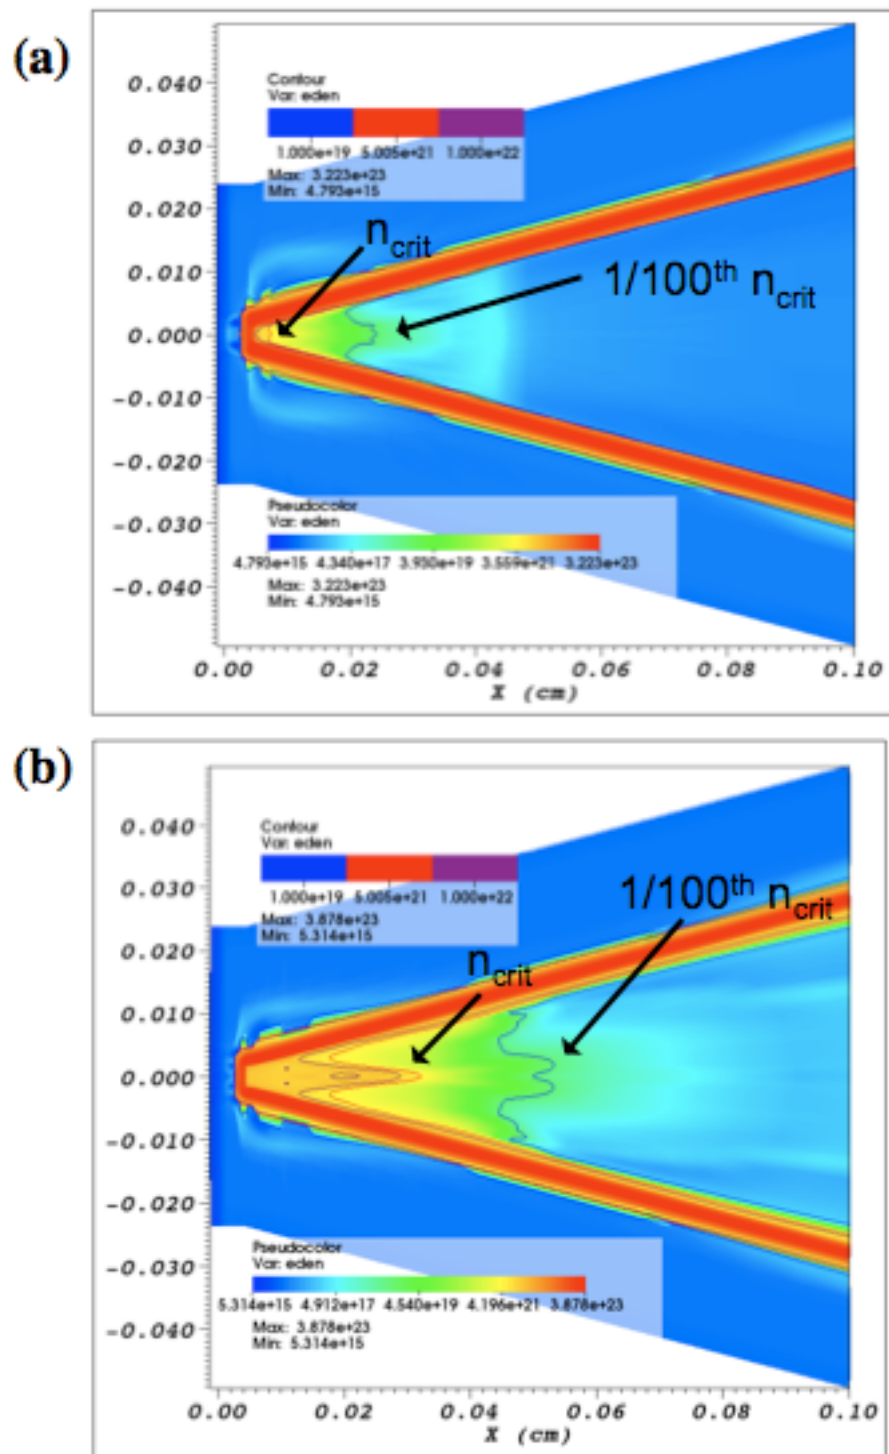 (a)
Contour
Var: eden
1.000e+19 5.005e+21 1.000e+22
Max: 3.223e+23
Min: 4.793e+15
n_crit
1/100th n_crit
0.040
0.030
0.020
0.010
0.000
-0.010
-0.020
-0.030
-0.040
Pseudocolor
Var: eden
4.793e+15 4.340e+17 3.930e+19 3.559e+21 3.223e+23
Max: 3.223e+23
Min: 4.793e+15
0.00 0.02 0.04 0.06 0.08 0.10
X (cm)
(b)
Contour
Var: eden
1.000e+19 5.005e+21 1.000e+22
Max: 3.878e+23
Min: 5.314e+15
1/100th n_crit
n_crit
0.040
0.030
0.020
0.010
0.000
-0.010
-0.020
-0.030
-0.040
Pseudocolor
Var: eden
5.314e+15 4.912e+17 4.540e+19 4.196e+21 3.878e+23
Max: 3.878e+23
Min: 5.314e+15
0.00 0.02 0.04 0.06 0.08 0.10
X (cm)